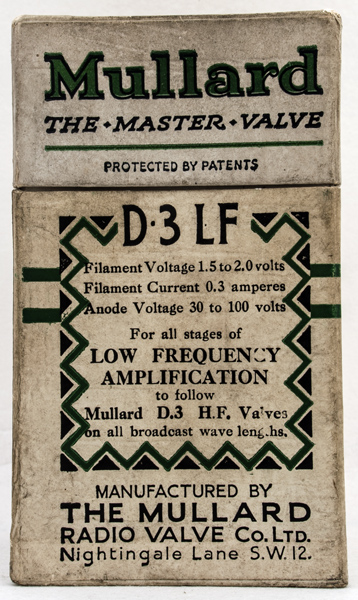 Mullard
THE • MASTER • VALVE
PROTECTED BY PATENTS
D·3 LF
Filament Voltage 1.5 to 2.0 volts
Filament Current 0.3 amperes
Anode Voltage 30 to 100 volts
For all stages of
LOW FREQUENCY
AMPLIFICATION
to follow
Mullard D.3 H.F. Valves
on all broadcast wave lengths.
MANUFACTURED BY
THE MULLARD
RADIO VALVE Co. LTD.
Nightingale Lane S.W. 12.